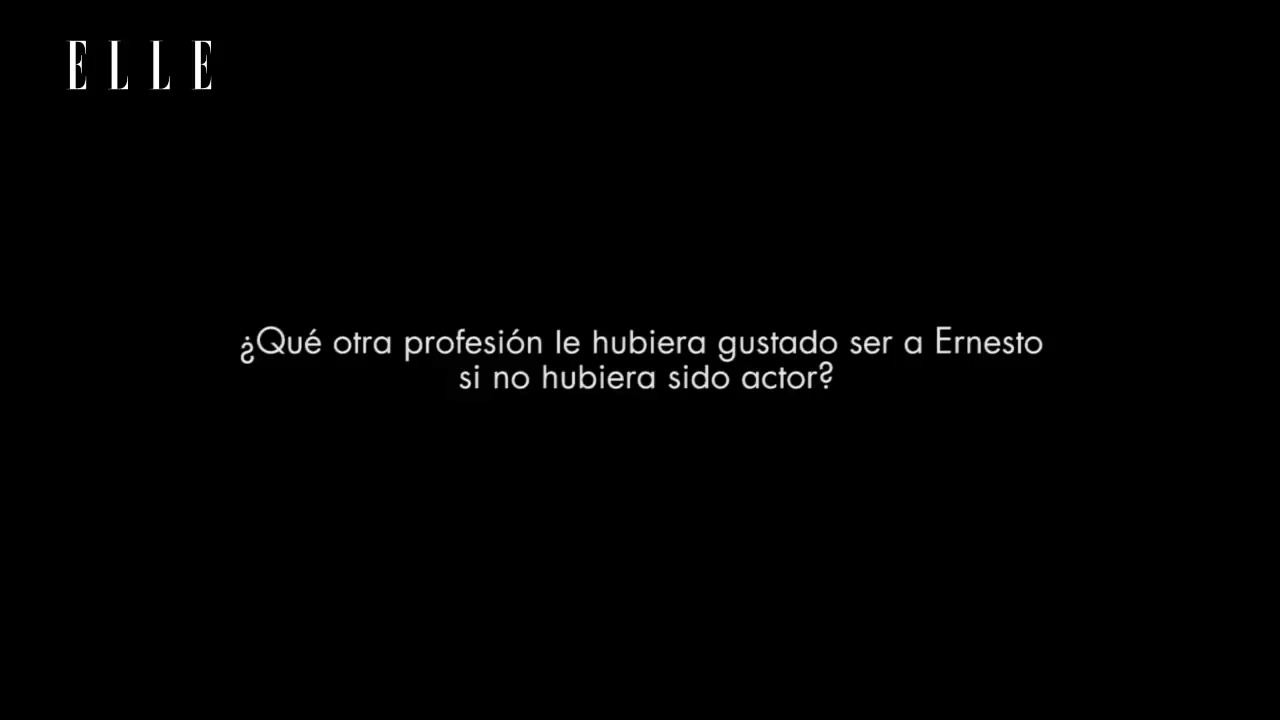 ELLE
¿Qué otra profesión le hubiera gustado ser a Ernesto
si no hubiera sido actor?